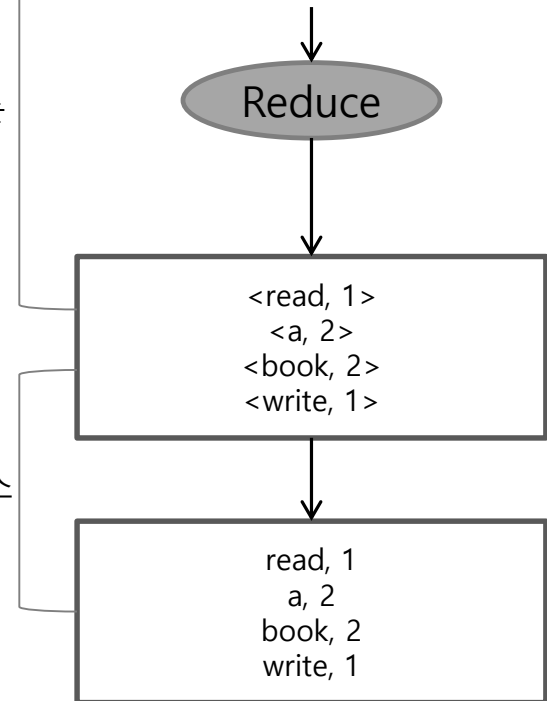 Reduce
<read, 1>
<a, 2>
<book, 2>
<write, 1>
read, 1
a, 2
book, 2
write, 1